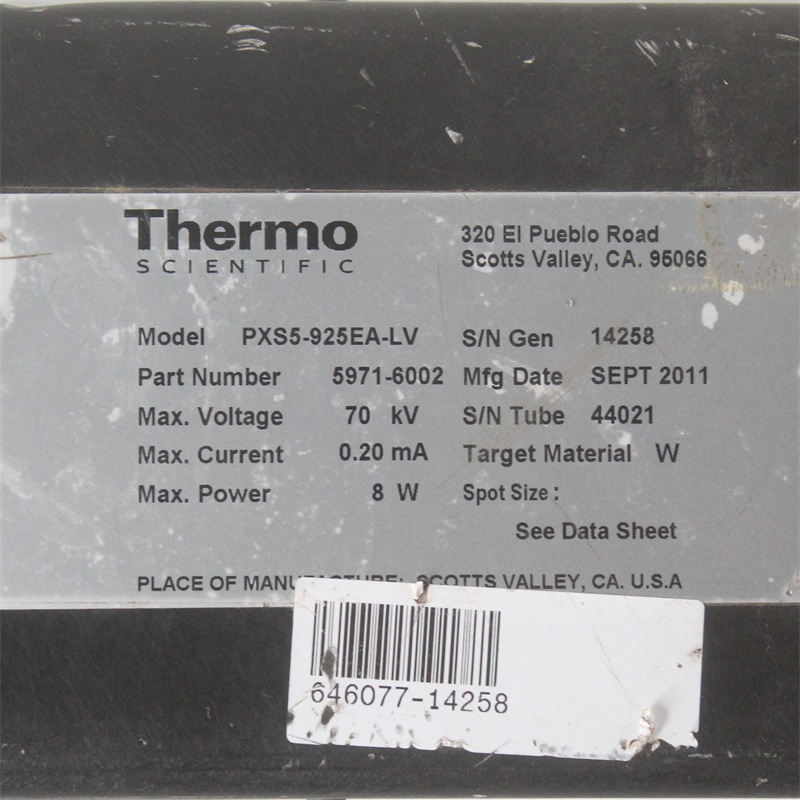 Thermo
SCIENTIFIC
320 El Pueblo Road
Scotts Valley, CA. 95066
Model PXS5-925EA-LV
S/N Gen 14258
Part Number 5971-6002
Mfg Date SEPT 2011
Max. Voltage 70 kV
S/N Tube 44021
Max. Current 0.20 mA
Target Material W
Max. Power 8 W
Spot Size :
See Data Sheet
PLACE OF MANUFACTURE: SCOTTS VALLEY, CA. U.S.A
646077-14258